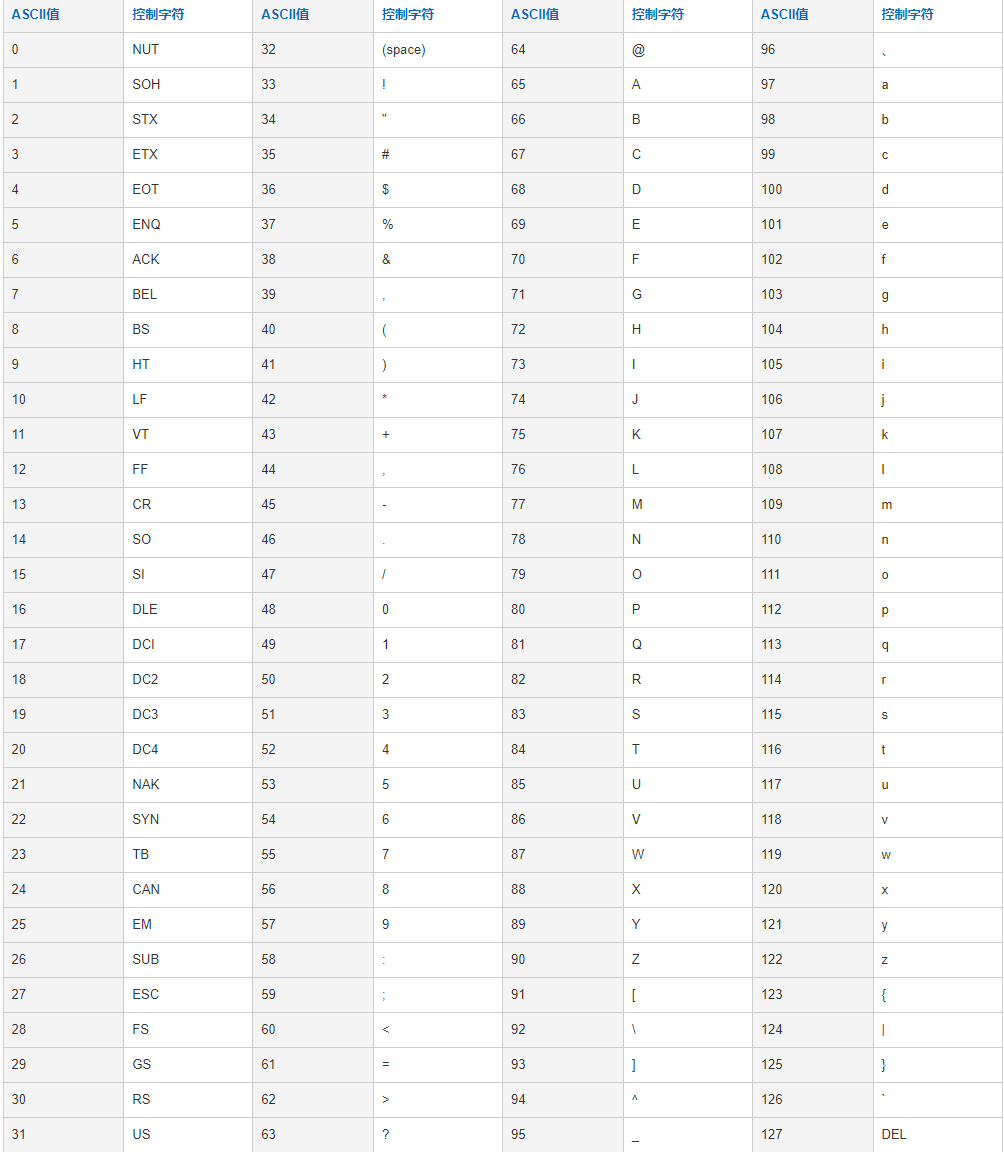 ASCII值 控制字符 ASCII值 控制字符 ASCII值 控制字符 ASCII值 控制字符
0 NUT 32 (space) 64 @ 96 、
1 SOH 33 ! 65 A 97 a
2 STX 34 " 66 B 98 b
3 ETX 35 # 67 C 99 c
4 EOT 36 $ 68 D 100 d
5 ENQ 37 % 69 E 101 e
6 ACK 38 & 70 F 102 f
7 BEL 39 , 71 G 103 g
8 BS 40 ( 72 H 104 h
9 HT 41 ) 73 I 105 i
10 LF 42 * 74 J 106 j
11 VT 43 + 75 K 107 k
12 FF 44 , 76 L 108 l
13 CR 45 - 77 M 109 m
14 SO 46 . 78 N 110 n
15 SI 47 / 79 O 111 o
16 DLE 48 0 80 P 112 p
17 DCI 49 1 81 Q 113 q
18 DC2 50 2 82 R 114 r
19 DC3 51 3 83 S 115 s
20 DC4 52 4 84 T 116 t
21 NAK 53 5 85 U 117 u
22 SYN 54 6 86 V 118 v
23 TB 55 7 87 W 119 w
24 CAN 56 8 88 X 120 x
25 EM 57 9 89 Y 121 y
26 SUB 58 : 90 Z 122 z
27 ESC 59 ; 91 [ 123 {
28 FS 60 < 92 \ 124 |
29 GS 61 = 93 ] 125 }
30 RS 62 > 94 ^ 126 `
31 US 63 ? 95 _ 127 DEL